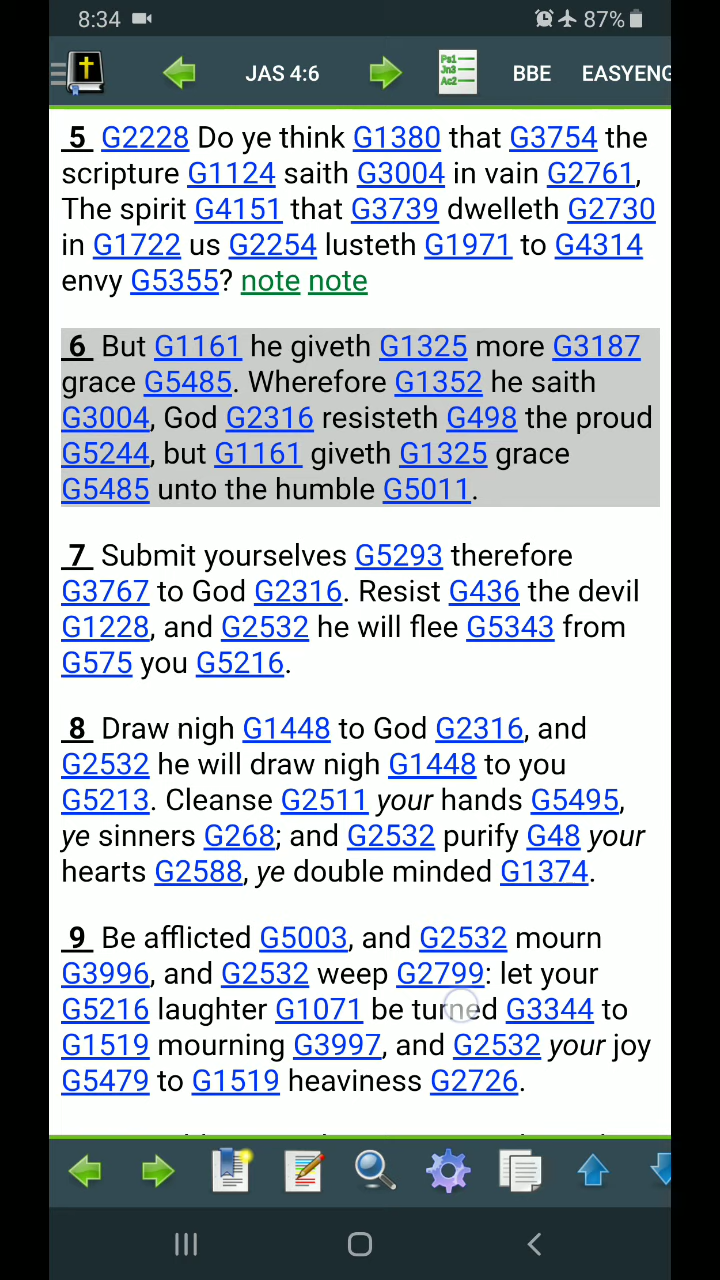 8:34 87%
JAS 4:6 BBE EASYENG
Ps1
Jn3
Ac2
5 G2228 Do ye think G1380 that G3754 the
scripture G1124 saith G3004 in vain G2761,
The spirit G4151 that G3739 dwelleth G2730
in G1722 us G2254 lusteth G1971 to G4314
envy G5355? note note
6 But G1161 he giveth G1325 more G3187
grace G5485. Wherefore G1352 he saith
G3004, God G2316 resisteth G498 the proud
G5244, but G1161 giveth G1325 grace
G5485 unto the humble G5011.
7 Submit yourselves G5293 therefore
G3767 to God G2316. Resist G436 the devil
G1228, and G2532 he will flee G5343 from
G575 you G5216.
8 Draw nigh G1448 to God G2316, and
G2532 he will draw nigh G1448 to you
G5213. Cleanse G2511 your hands G5495,
ye sinners G268; and G2532 purify G48 your
hearts G2588, ye double minded G1374.
9 Be afflicted G5003, and G2532 mourn
G3996, and G2532 weep G2799: let your
G5216 laughter G1071 be turned G3344 to
G1519 mourning G3997, and G2532 your joy
G5479 to G1519 heaviness G2726.